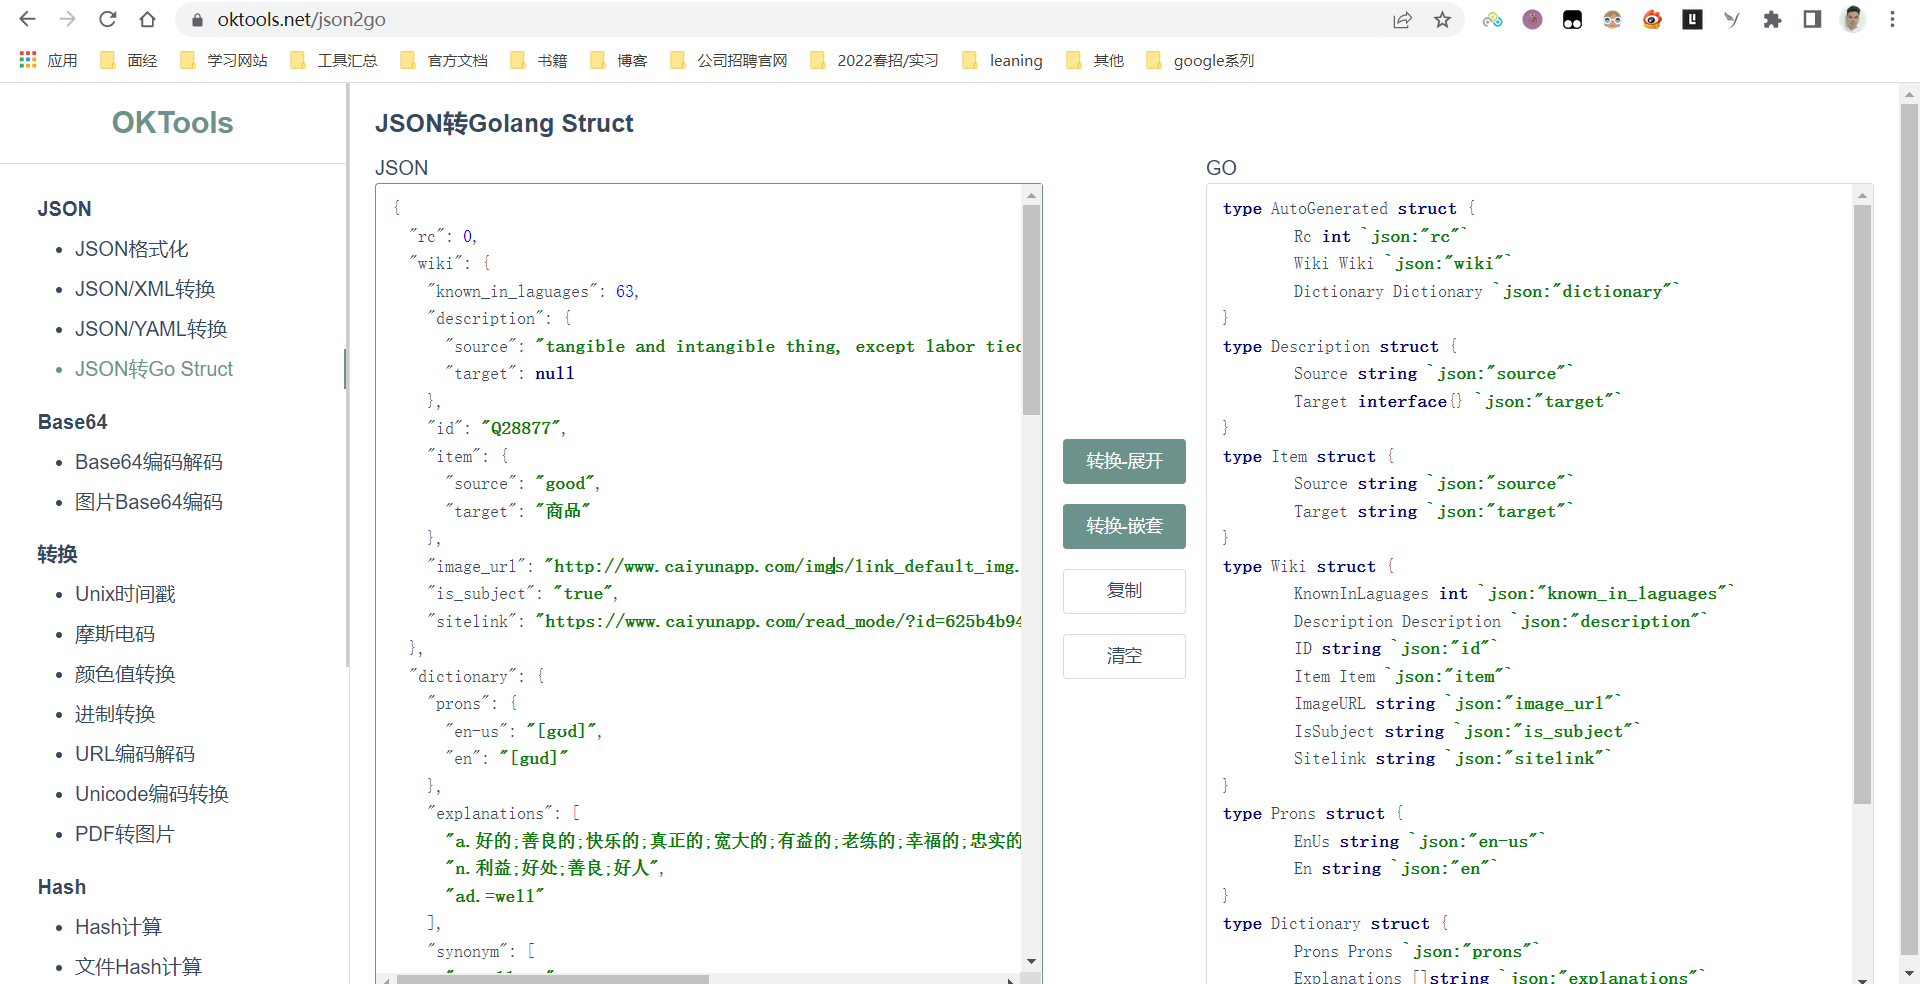 oktools.net/json2go
应用 面经 学习网站 工具汇总 官方文档 书籍 博客 公司招聘官网 2022春招/实习 leaning 其他 google系列
OKTools
JSON
JSON格式化
JSON/XML转换
JSON/YAML转换
JSON转Go Struct
Base64
Base64编码解码
图片Base64编码
转换
Unix时间戳
摩斯电码
颜色值转换
进制转换
URL编码解码
Unicode编码转换
PDF转图片
Hash
Hash计算
文件Hash计算
JSON转Golang Struct
JSON
{
"rc": 0,
"wiki": {
"known_in_laguages": 63,
"description": {
"source": "tangible and intangible thing, except labor tied
"target": null
},
"id": "Q28877",
"item": {
"source": "good",
"target": "商品"
},
"image_url": "http://www.caiyunapp.com/imgs/link_default_img.
"is_subject": "true",
"sitelink": "https://www.caiyunapp.com/read_mode/?id=625b4b94
},
"dictionary": {
"prons": {
"en-us": "[gʊd]",
"en": "[gud]"
},
"explanations": [
"a.好的;善良的;快乐的;真正的;宽大的;有益的;老练的;幸福的;忠实的
"n.利益;好处;善良;好人",
"ad.=well"
],
"synonym": [
转换-展开
转换-嵌套
复制
清空
GO
type AutoGenerated struct {
Rc int `json:"rc"`
Wiki Wiki `json:"wiki"`
Dictionary Dictionary `json:"dictionary"`
}
type Description struct {
Source string `json:"source"`
Target interface{} `json:"target"`
}
type Item struct {
Source string `json:"source"`
Target string `json:"target"`
}
type Wiki struct {
KnownInLaguages int `json:"known_in_laguages"`
Description Description `json:"description"`
ID string `json:"id"`
Item Item `json:"item"`
ImageURL string `json:"image_url"`
IsSubject string `json:"is_subject"`
Sitelink string `json:"sitelink"`
}
type Prons struct {
EnUs string `json:"en-us"`
En string `json:"en"`
}
type Dictionary struct {
Prons Prons `json:"prons"`
Explanations []string `json:"explanations"`